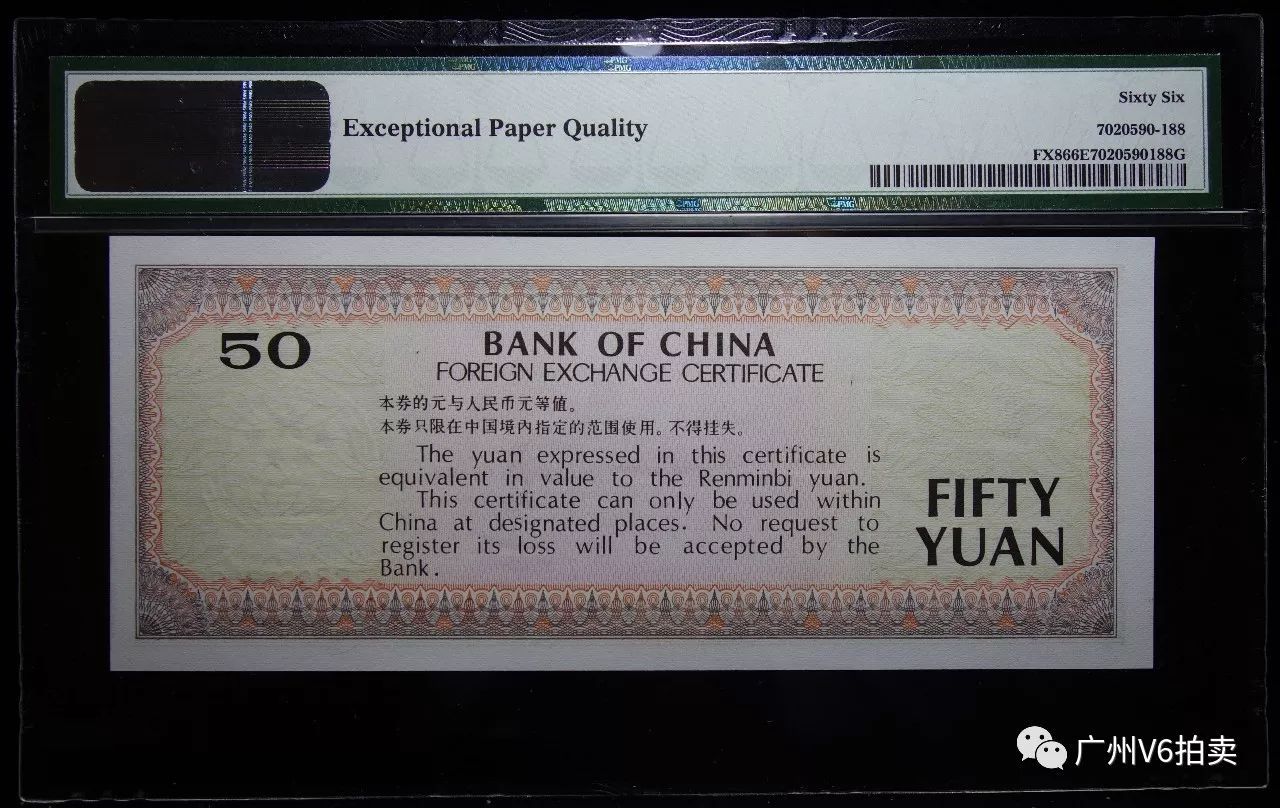 Exceptional Paper Quality
Sixty Six
7020590-188
FX866E7020590188G
50
BANK OF CHINA
FOREIGN EXCHANGE CERTIFICATE
本券的元与人民币元等值。
本券只限在中国境内指定的范围使用。不得挂失。
The yuan expressed in this certificate is
equivalent in value to the Renminbi yuan.
This certificate can only be used within
China at designated places. No request to
register its loss will be accepted by the
Bank.
FIFTY
YUAN
广州V6拍卖